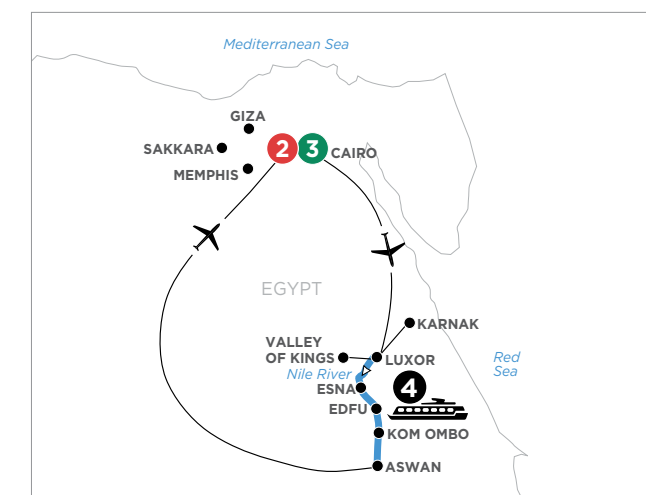 Mediterranean Sea
GIZA
SAKKARA
2 3 CAIRO
MEMPHIS
EGYPT
KARNAK
VALLEY
OF KINGS
LUXOR
Red
Sea
Nile River
ESNA
4
EDFU
KOM OMBO
ASWAN